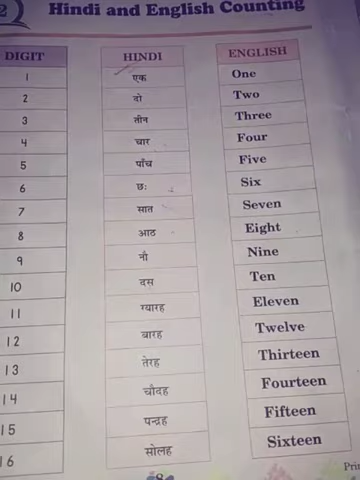 2 Hindi and English Counting
DIGIT HINDI ENGLISH
1 एक One
2 दो Two
3 तीन Three
4 चार Four
5 पाँच Five
6 छः Six
7 सात Seven
8 आठ Eight
9 नौ Nine
10 दस Ten
11 ग्यारह Eleven
12 बारह Twelve
13 तेरह Thirteen
14 चौदह Fourteen
15 पन्द्रह Fifteen
16 सोलह Sixteen
8